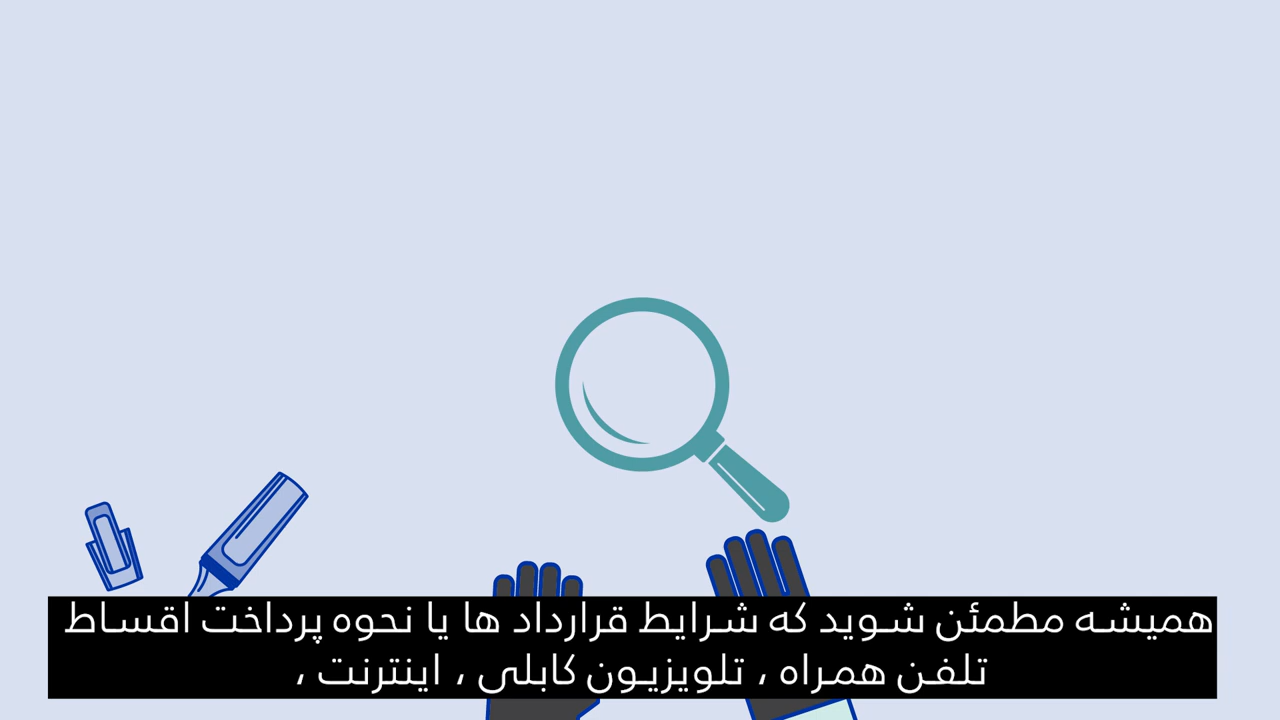 همیشه مطمئن شوید که شرایط قرارداد ها یا نحوه پرداخت اقساط
تلفن همراه ، تلویزیون کابلی ، اینترنت ،